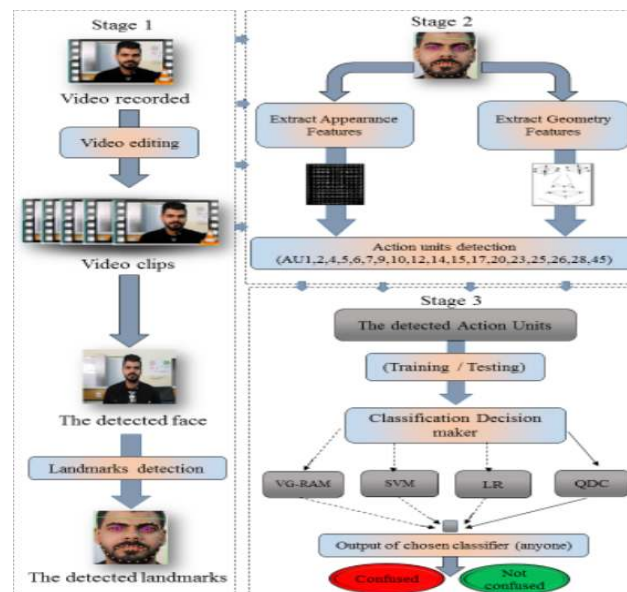 Stage 1
Video recorded
Video editing
Video clips
The detected face
Landmarks detection
The detected landmarks
Stage 2
Extract Appearance
Features
Extract Geometry
Features
Action units detection
(AU1,2,4,5,6,7,9,10,12,14,15,17,20,23,25,26,28,45)
Stage 3
The detected Action Units
(Training / Testing)
Classification Decision
maker
VG-RAM
SVM
LR
QDC
Output of chosen classifier (anyone)
Confused
Not
confused